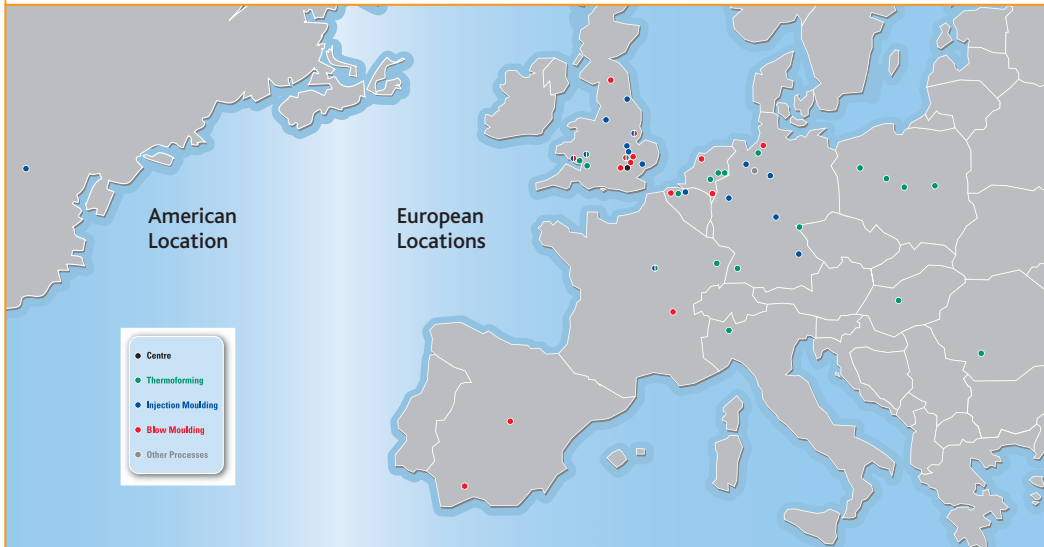 American
Location
European
Locations
Centre
Thermoforming
Injection Moulding
Blow Moulding
Other Processes